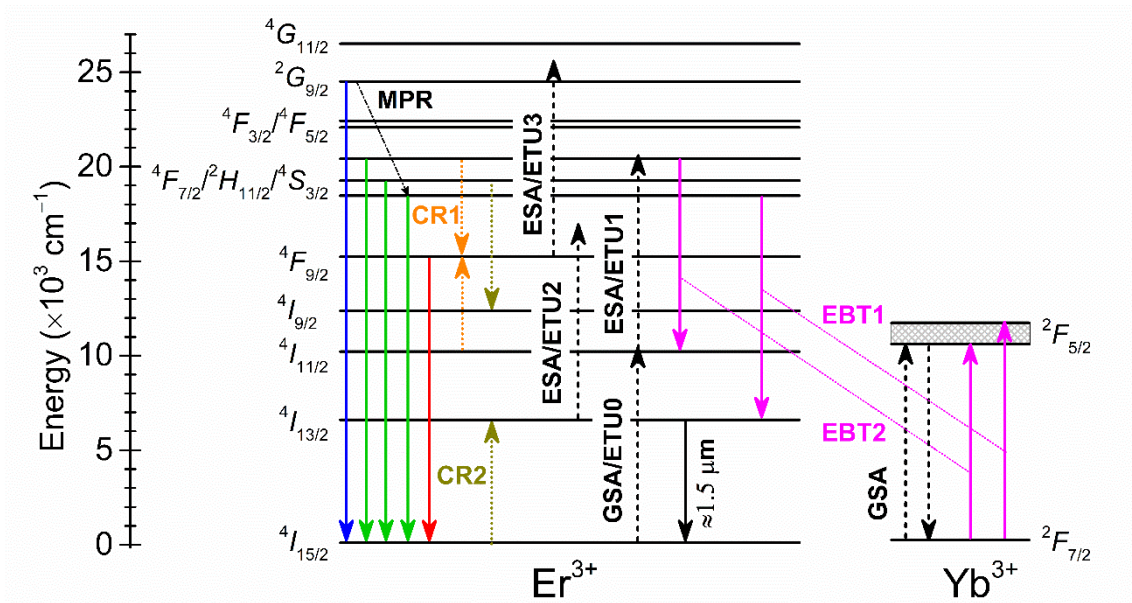 Energy (×10³ cm⁻¹)
25
20
15
10
5
0
⁴G₁₁/₂
²G₉/₂
⁴F₃/₂/⁴F₅/₂
⁴F₇/₂/²H₁₁/₂/⁴S₃/₂
⁴F₉/₂
⁴I₉/₂
⁴I₁₁/₂
⁴I₁₃/₂
⁴I₁₅/₂
MPR
CR1
CR2
ESA/ETU3
ESA/ETU2
ESA/ETU1
GSA/ETU0
≈1.5 μm
EBT1
EBT2
GSA
²F₅/₂
²F₇/₂
Er³⁺
Yb³⁺